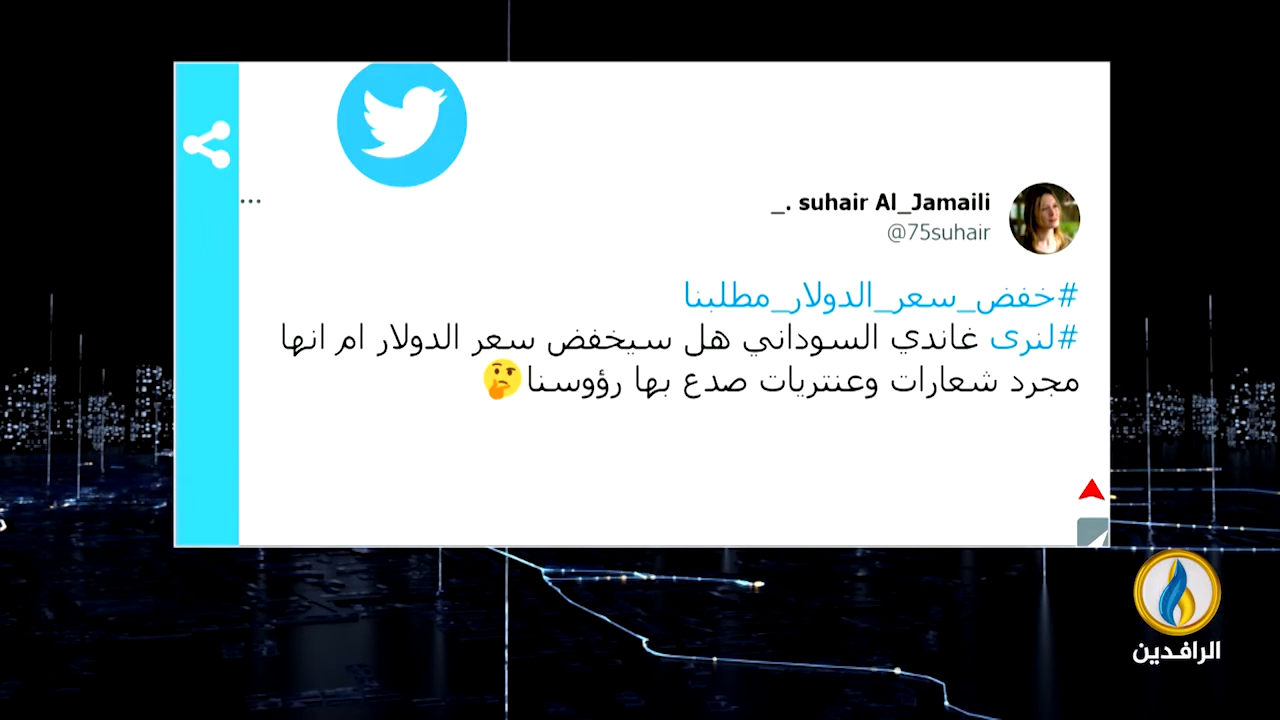 suhair Al_Jamaili ._
@75suhair
#خفض_سعر_الدولار_مطلبنا
#لنرى غاندي السوداني هل سيخفض سعر الدولار ام انها
مجرد شعارات وعنتريات صدع بها رؤوسنا🤔
الرافدين